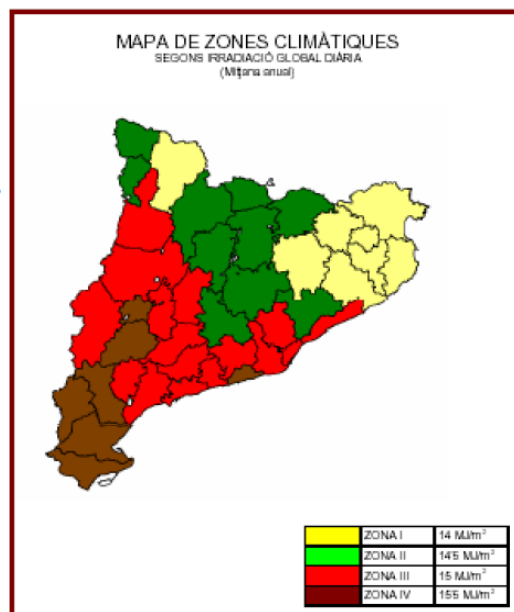 MAPA DE ZONES CLIMÀTIQUES
SEGONS IRRADIACIÓ GLOBAL DIÀRIA
(Mitjana anual)
ZONA I 14 MJ/m²
ZONA II 14'5 MJ/m²
ZONA III 15 MJ/m²
ZONA IV 15'5 MJ/m²